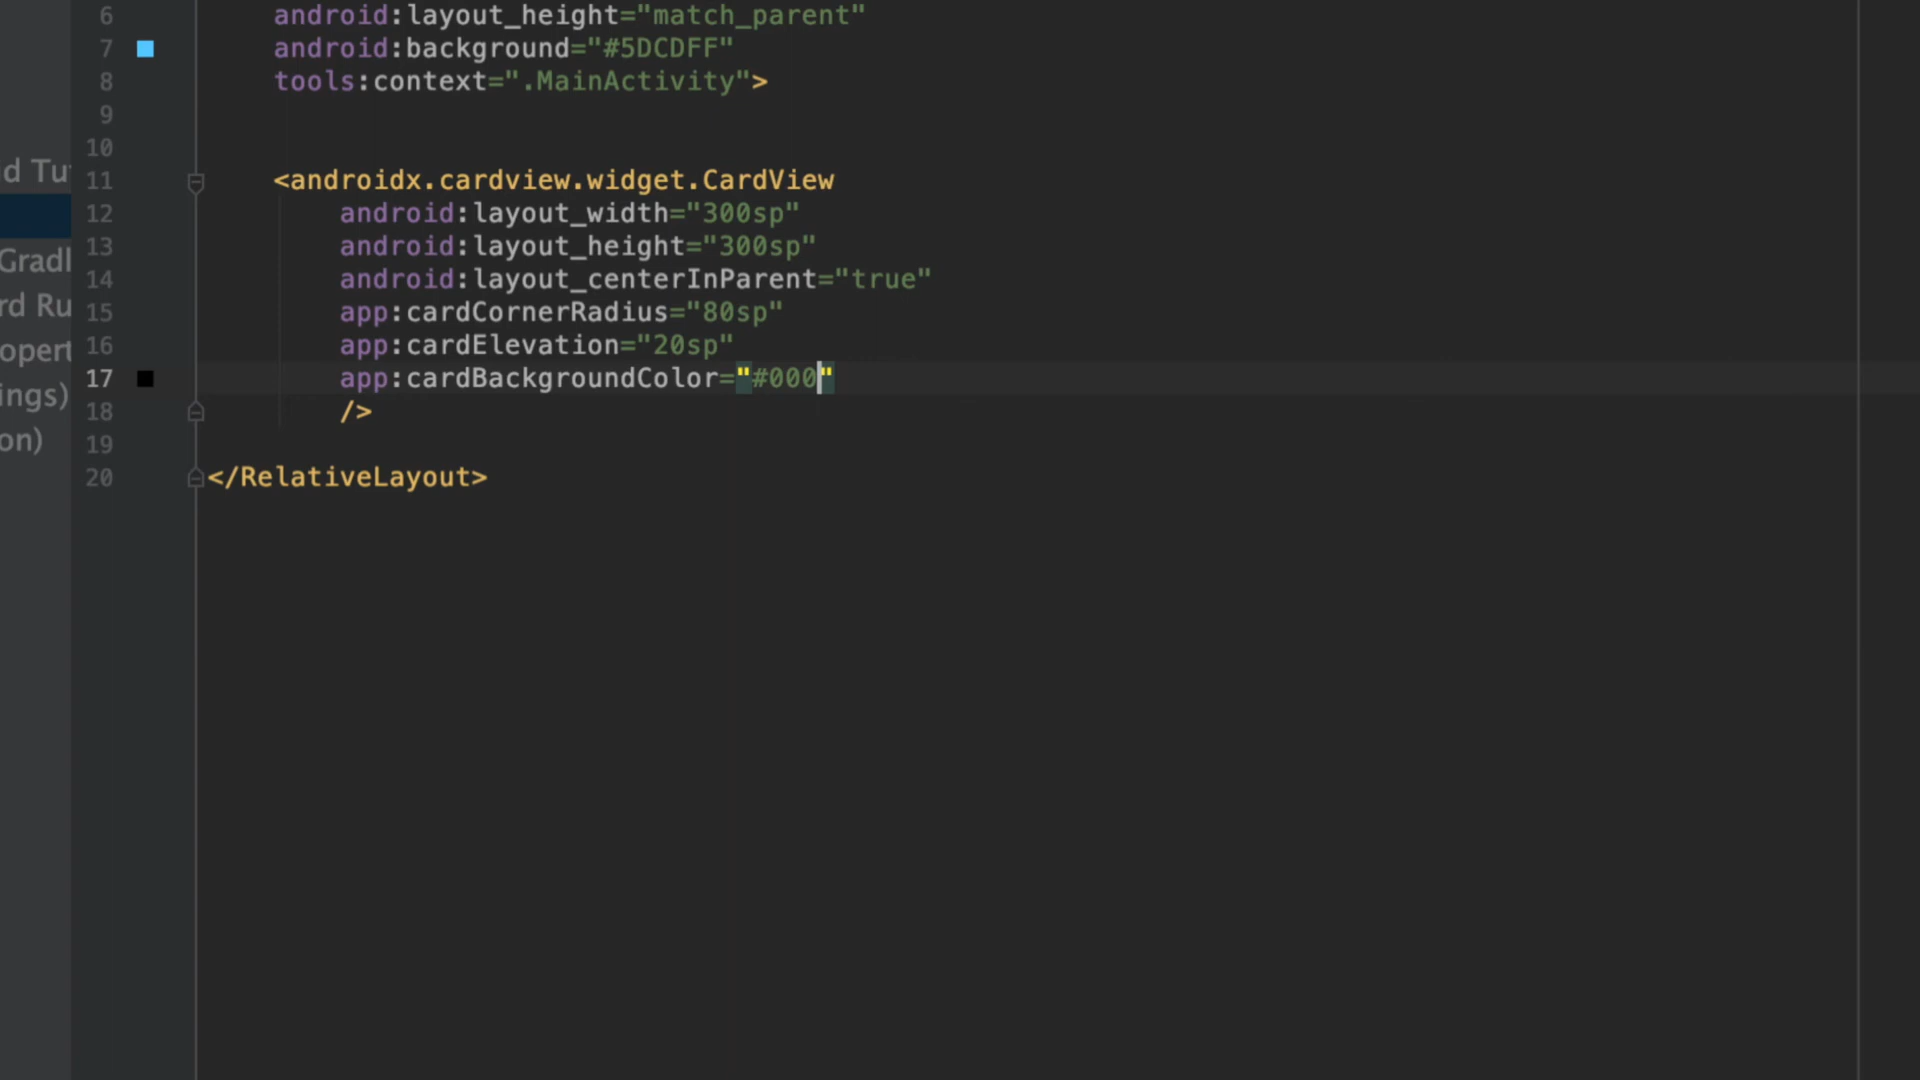 6 android:layout_height="match_parent"
7 android:background="#5DCDFF"
8 tools:context=".MainActivity">
9
10
d Tu
11 <androidx.cardview.widget.CardView
12 android:layout_width="300sp"
13 android:layout_height="300sp"
Gradl
14 android:layout_centerInParent="true"
rd Ru
15 app:cardCornerRadius="80sp"
opert
16 app:cardElevation="20sp"
17 app:cardBackgroundColor="#000"
ings)
18 />
on)
19
20 </RelativeLayout>